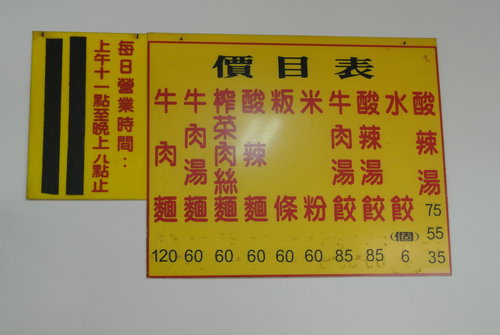 價目表
牛肉麵 120
牛肉湯麵 60
榨菜肉絲麵 60
酸辣麵 60
粄條 60
米粉 60
牛肉湯餃 85
酸辣湯餃 85
水餃(個) 6
酸辣湯 75 55 35
每日營業時間：
上午十一點至晚上八點止